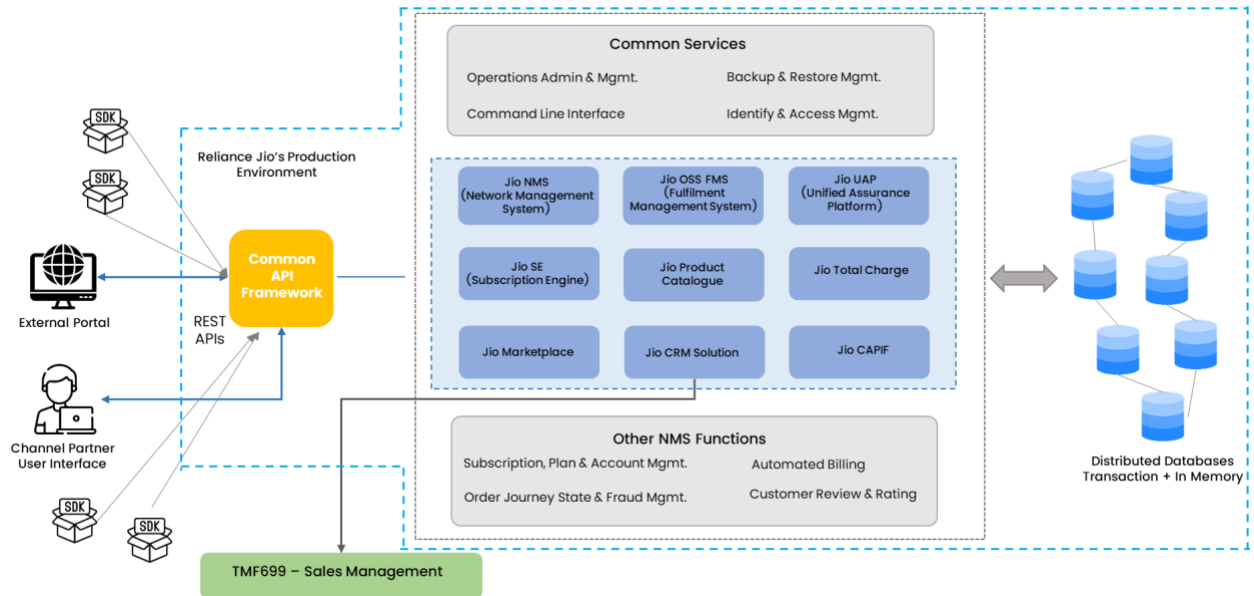 Common Services
Operations Admin & Mgmt.
Backup & Restore Mgmt.
Command Line Interface
Identify & Access Mgmt.
SDK
SDK
Reliance Jio's Production
Environment
Jio NMS
(Network Management
System)
Jio OSS FMS
(Fulfilment
Management System)
Jio UAP
(Unified Assurance
Platform)
Common
API
Framework
Jio SE
(Subscription Engine)
Jio Product
Catalogue
Jio Total Charge
External Portal
REST
APIs
Jio Marketplace
Jio CRM Solution
Jio CAPIF
Channel Partner
User Interface
Other NMS Functions
Subscription, Plan & Account Mgmt.
Automated Billing
Order Journey State & Fraud Mgmt.
Customer Review & Rating
Distributed Databases
Transaction + In Memory
SDK
SDK
TMF699 – Sales Management